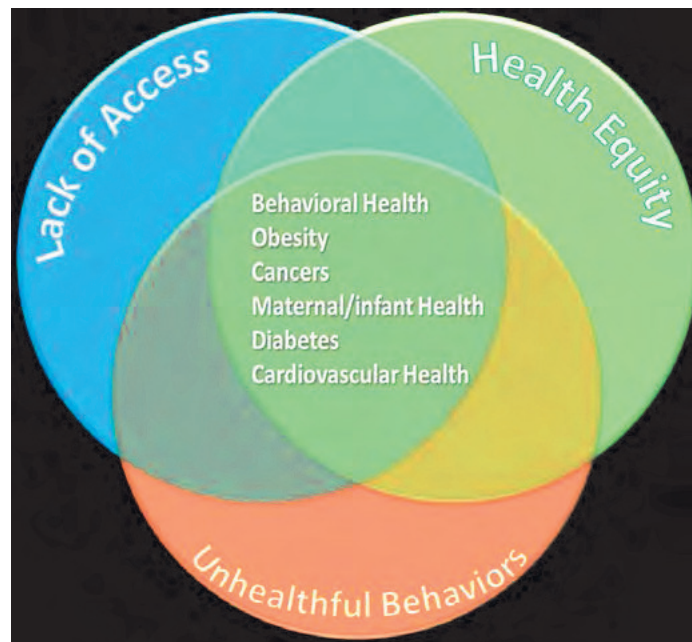 Lack of Access
Health Equity
Behavioral Health
Obesity
Cancers
Maternal/infant Health
Diabetes
Cardiovascular Health
Unhealthful Behaviors